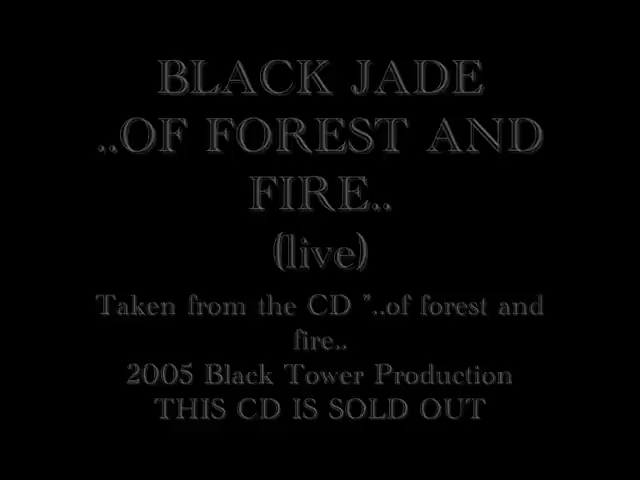 BLACK JADE
..OF FOREST AND
FIRE..
(live)
Taken from the CD "..of forest and
fire..
2005 Black Tower Production
THIS CD IS SOLD OUT